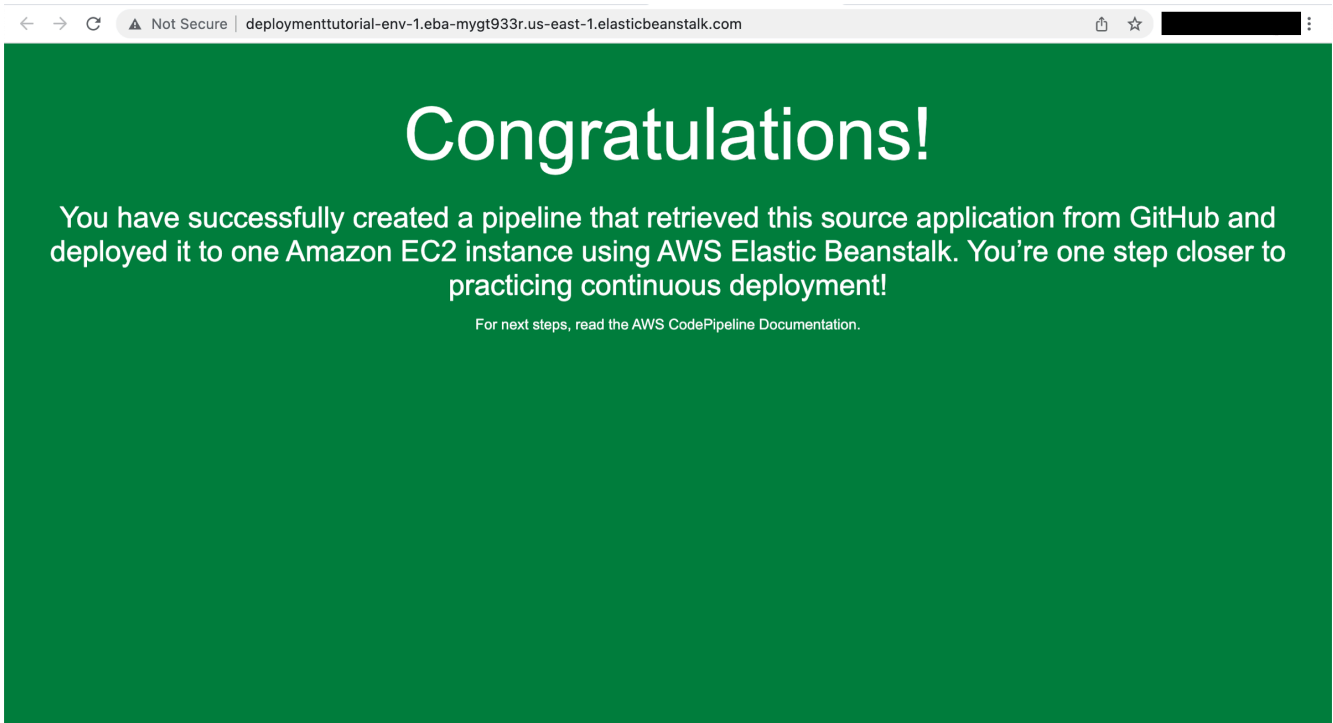 Not Secure deploymenttutorial-env-1.eba-mygt933r.us-east-1.elasticbeanstalk.com
Congratulations!
You have successfully created a pipeline that retrieved this source application from GitHub and
deployed it to one Amazon EC2 instance using AWS Elastic Beanstalk. You’re one step closer to
practicing continuous deployment!
For next steps, read the AWS CodePipeline Documentation.